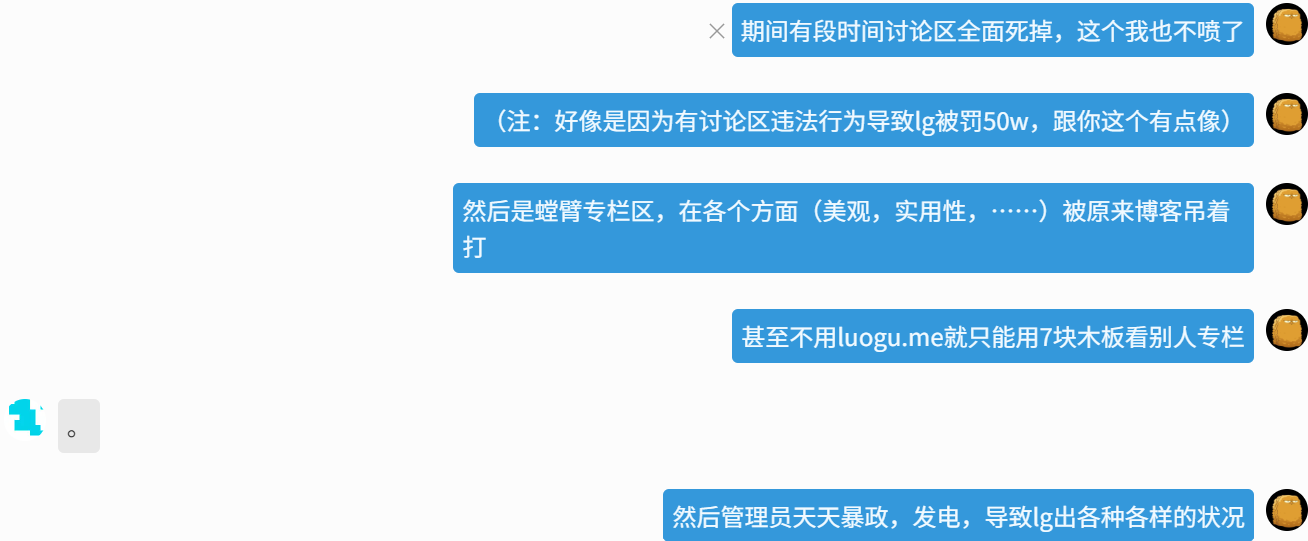 期间有段时间讨论区全面死掉，这个我也不喷了
（注：好像是因为有讨论区违法行为导致lg被罚50w，跟你这个有点像）
然后是螳臂专栏区，在各个方面（美观，实用性，……）被原来博客吊着
打
甚至不用luogu.me就只能用7块木板看别人专栏
。
然后管理员天天暴政，发电，导致lg出各种各样的状况